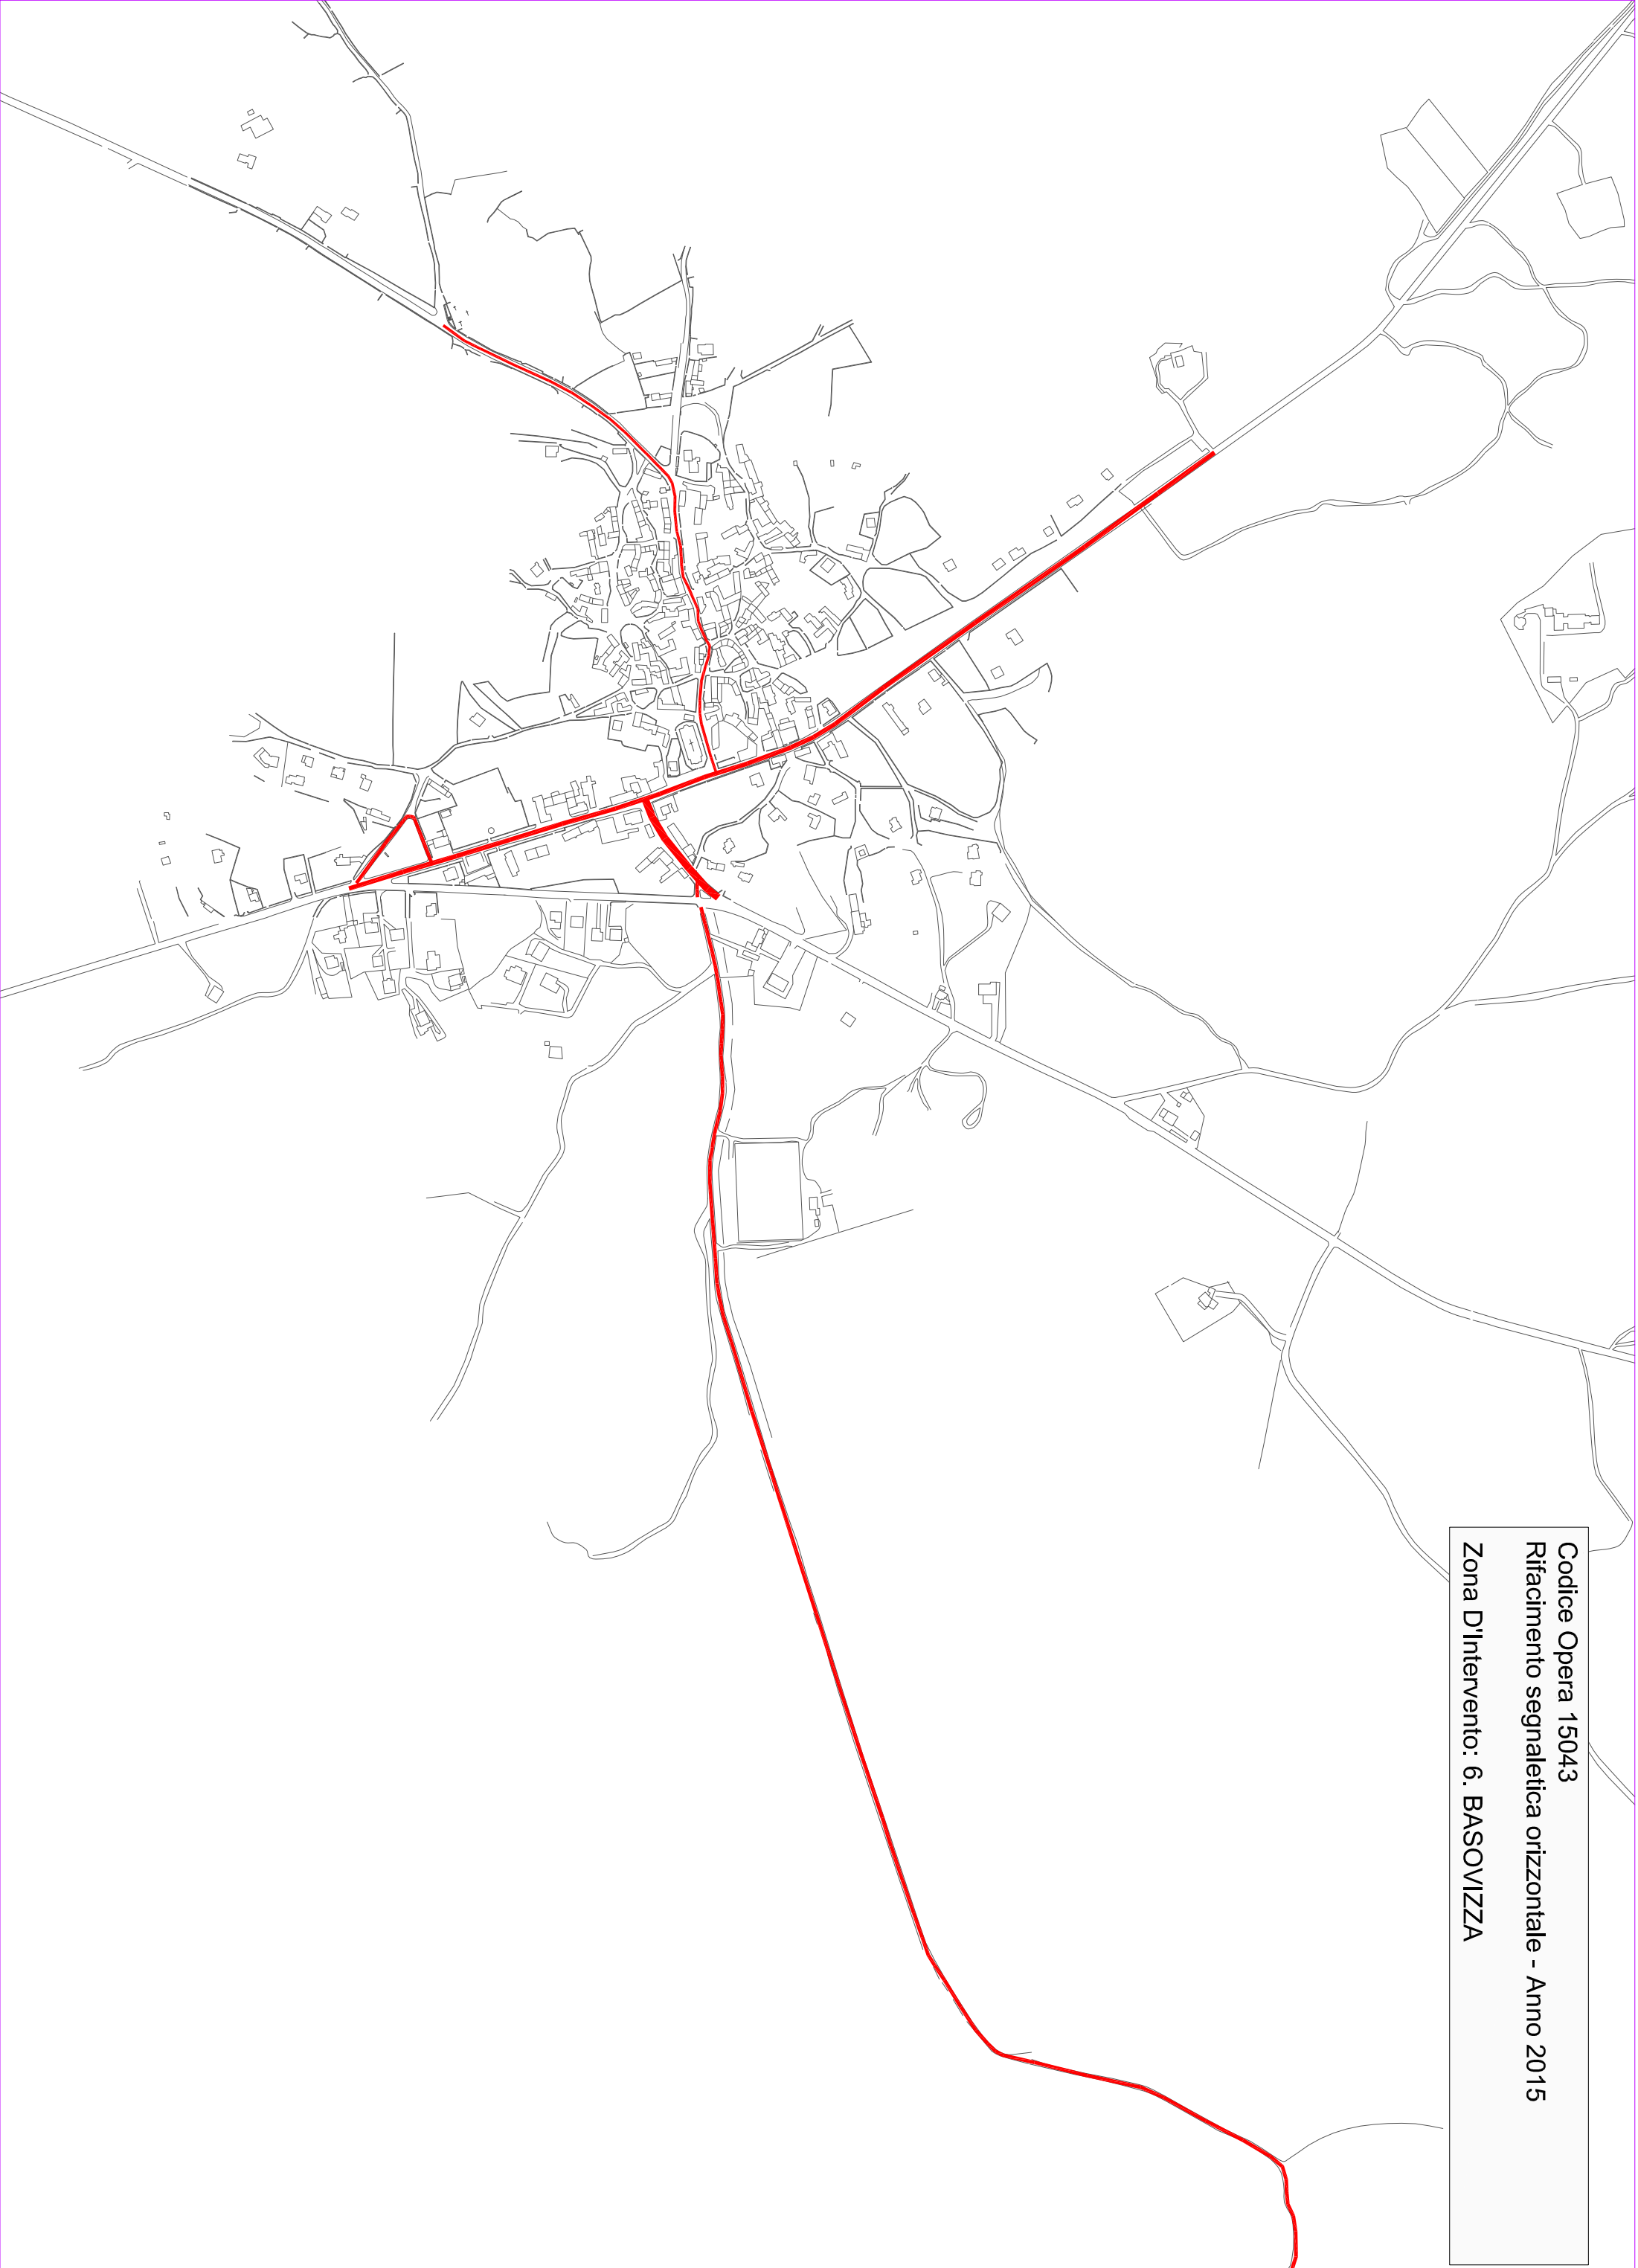 Codice Opera 15043
Rifacimento segnaletica orizzontale - Anno 2015
Zona D'Intervento: 6. BASOVIZZA